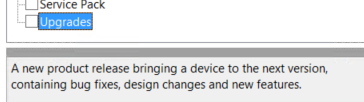 Service Pack
Upgrades
A new product release bringing a device to the next version,
containing bug fixes, design changes and new features.